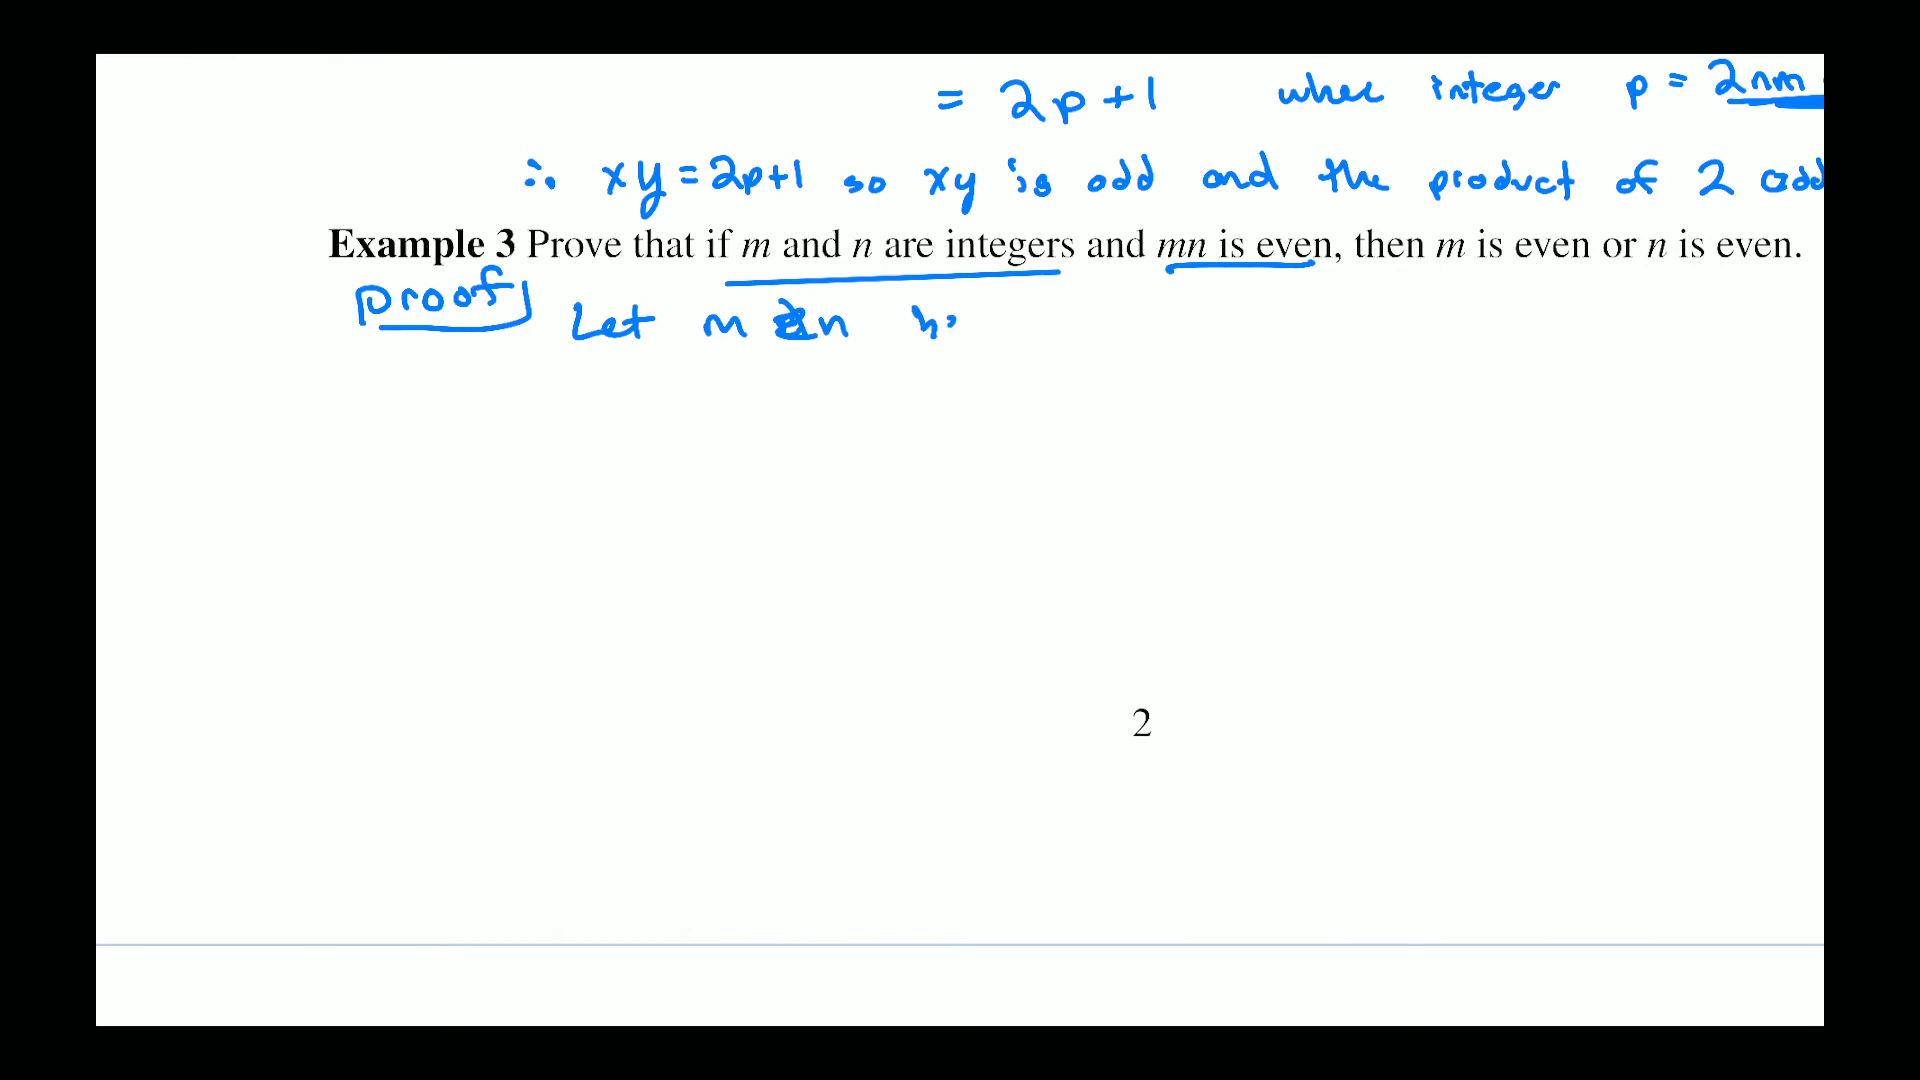 = 2p+1 where integer p = 2nm
∴ xy=2p+1 so xy is odd and the product of 2 odd
Example 3 Prove that if m and n are integers and mn is even, then m is even or n is even.
proof Let m & n
2